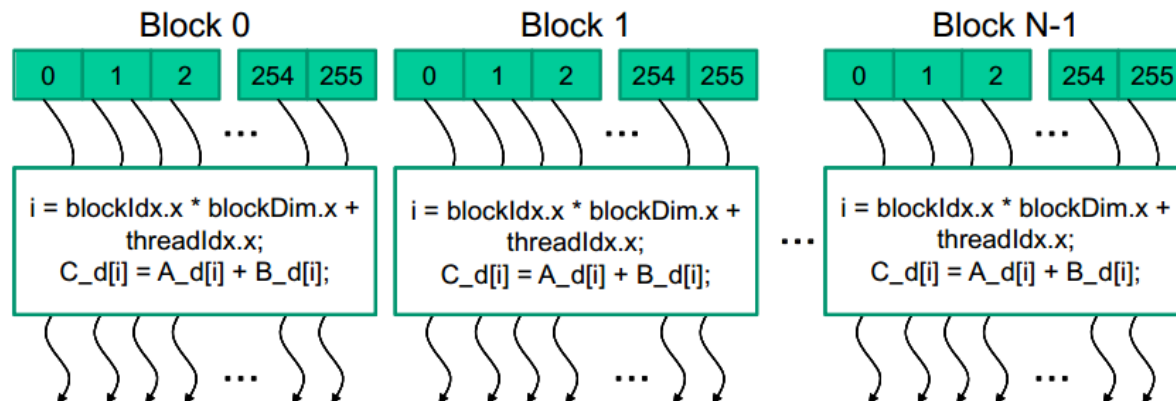 Block 0
Block 1
Block N-1
0 1 2 254 255
0 1 2 254 255
0 1 2 254 255
...
...
...
i = blockIdx.x * blockDim.x +
threadIdx.x;
C_d[i] = A_d[i] + B_d[i];
i = blockIdx.x * blockDim.x +
threadIdx.x;
C_d[i] = A_d[i] + B_d[i];
...
i = blockIdx.x * blockDim.x +
threadIdx.x;
C_d[i] = A_d[i] + B_d[i];
...
...
...